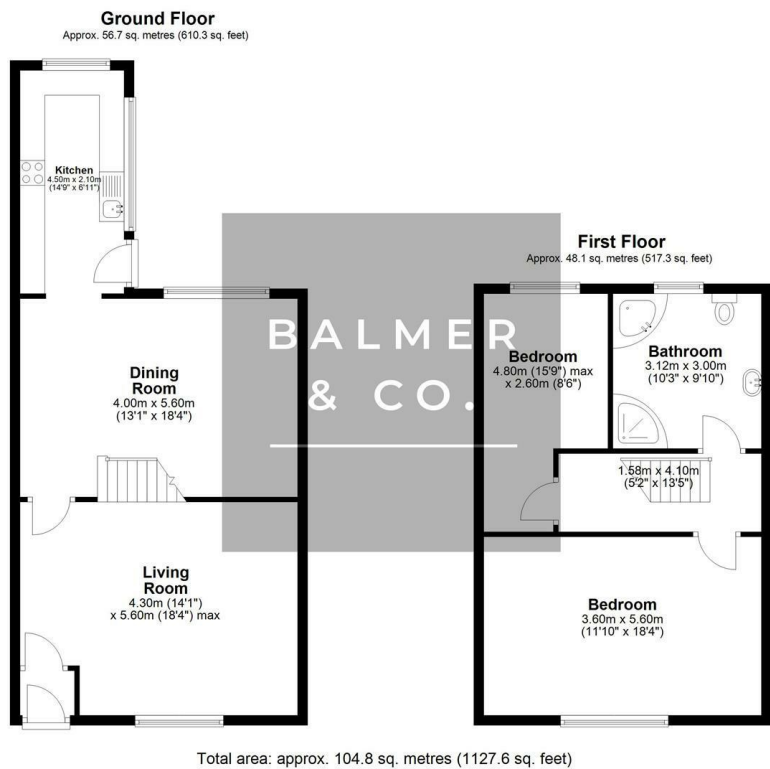 Ground Floor
Approx. 56.7 sq. metres (610.3 sq. feet)
Kitchen
4.50m x 2.10m
(14'9" x 6'11")
Dining
Room
4.00m x 5.60m
(13'1" x 18'4")
Living
Room
4.30m (14'1")
x 5.60m (18'4") max
BALMER
& CO.
First Floor
Approx. 48.1 sq. metres (517.3 sq. feet)
Bedroom
4.80m (15'9") max
x 2.60m (8'6")
Bathroom
3.12m x 3.00m
(10'3" x 9'10")
1.58m x 4.10m
(5'2" x 13'5")
Bedroom
3.60m x 5.60m
(11'10" x 18'4")
Total area: approx. 104.8 sq. metres (1127.6 sq. feet)